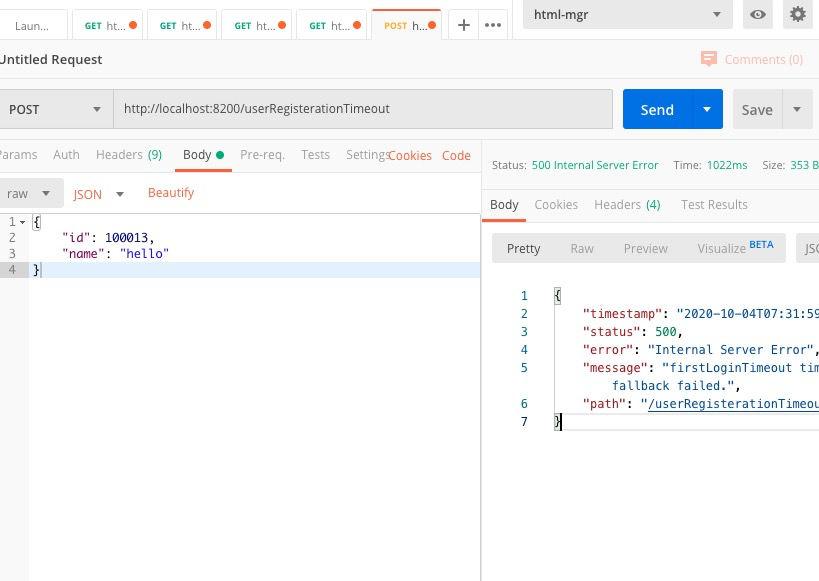 Laun... GET ht... GET ht... GET ht... GET ht... POST h... + ••• html-mgr
Untitled Request Comments (0)
POST http://localhost:8200/userRegisterationTimeout Send Save
Params Auth Headers (9) Body Pre-req. Tests Settings Cookies Code
Status: 500 Internal Server Error Time: 1022ms Size: 353 B
raw JSON Beautify
Body Cookies Headers (4) Test Results
Pretty Raw Preview Visualize BETA JSO
1 {
2 "id": 100013,
3 "name": "hello"
4 }
1 {
2 "timestamp": "2020-10-04T07:31:59
3 "status": 500,
4 "error": "Internal Server Error",
5 "message": "firstLoginTimeout tim
fallback failed.",
6 "path": "/userRegisterationTimeou
7 }